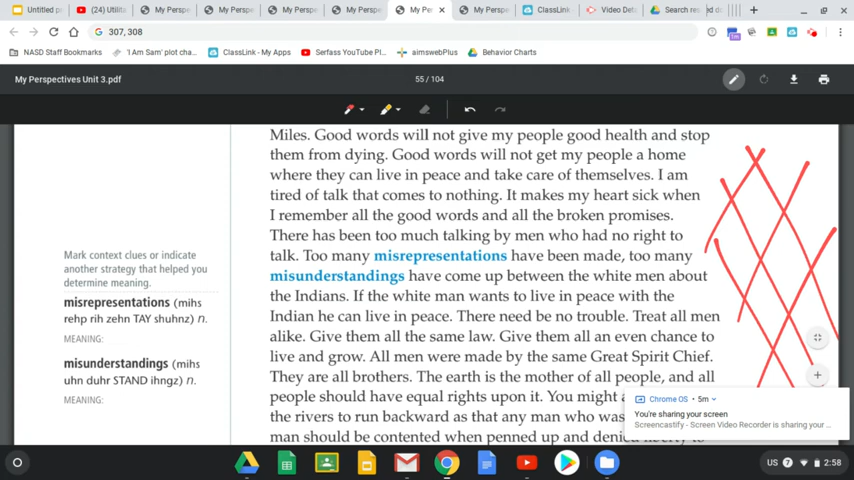 Untitled p
(24) Utilita
My Perspe
My Perspe
My Perspe
My Perspe
My Pe
My Perspe
ClassLink
Video Deta
Search res
307, 308
NASD Staff Bookmarks
'I Am Sam' plot cha...
ClassLink - My Apps
Serfass YouTube Pl...
aimswebPlus
Behavior Charts
My Perspectives Unit 3.pdf
55 / 104
Miles. Good words will not give my people good health and stop
them from dying. Good words will not get my people a home
where they can live in peace and take care of themselves. I am
tired of talk that comes to nothing. It makes my heart sick when
I remember all the good words and all the broken promises.
There has been too much talking by men who had no right to
talk. Too many misrepresentations have been made, too many
misunderstandings have come up between the white men about
the Indians. If the white man wants to live in peace with the
Indian he can live in peace. There need be no trouble. Treat all men
alike. Give them all the same law. Give them all an even chance to
live and grow. All men were made by the same Great Spirit Chief.
They are all brothers. The earth is the mother of all people, and all
people should have equal rights upon it. You might a
the rivers to run backward as that any man who was
man should be contented when penned up and denied liberty to
Mark context clues or indicate
another strategy that helped you
determine meaning.
misrepresentations (mihs
rehp rih zehn TAY shuhnz) n.
MEANING:
misunderstandings (mihs
uhn duhr STAND ihngz) n.
MEANING:
Chrome OS • 5m
You're sharing your screen
Screencastify - Screen Video Recorder is sharing your ...
US
2:58